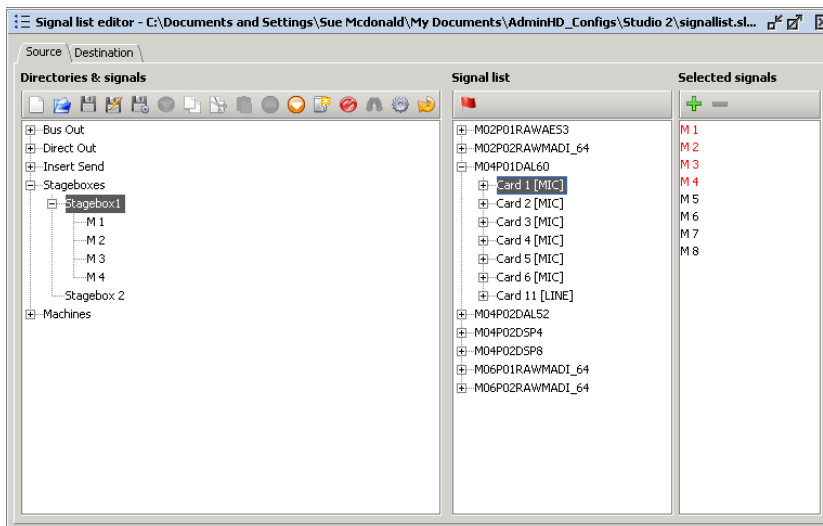 Signal list editor - C:\Documents and Settings\Sue Mcdonald\My Documents\AdminHD_Configs\Studio 2\signallist.sl...
Source
Destination
Directories & signals
Bus Out
Direct Out
Insert Send
Stageboxes
Stagebox1
M 1
M 2
M 3
M 4
Stagebox 2
Machines
Signal list
M02P01RAWAES3
M02P02RAWMADI_64
M04P01DAL60
Card 1 [MIC]
Card 2 [MIC]
Card 3 [MIC]
Card 4 [MIC]
Card 5 [MIC]
Card 6 [MIC]
Card 11 [LINE]
M04P02DAL52
M04P02DSP4
M04P02DSP8
M06P01RAWMADI_64
M06P02RAWMADI_64
Selected signals
M 1
M 2
M 3
M 4
M 5
M 6
M 7
M 8